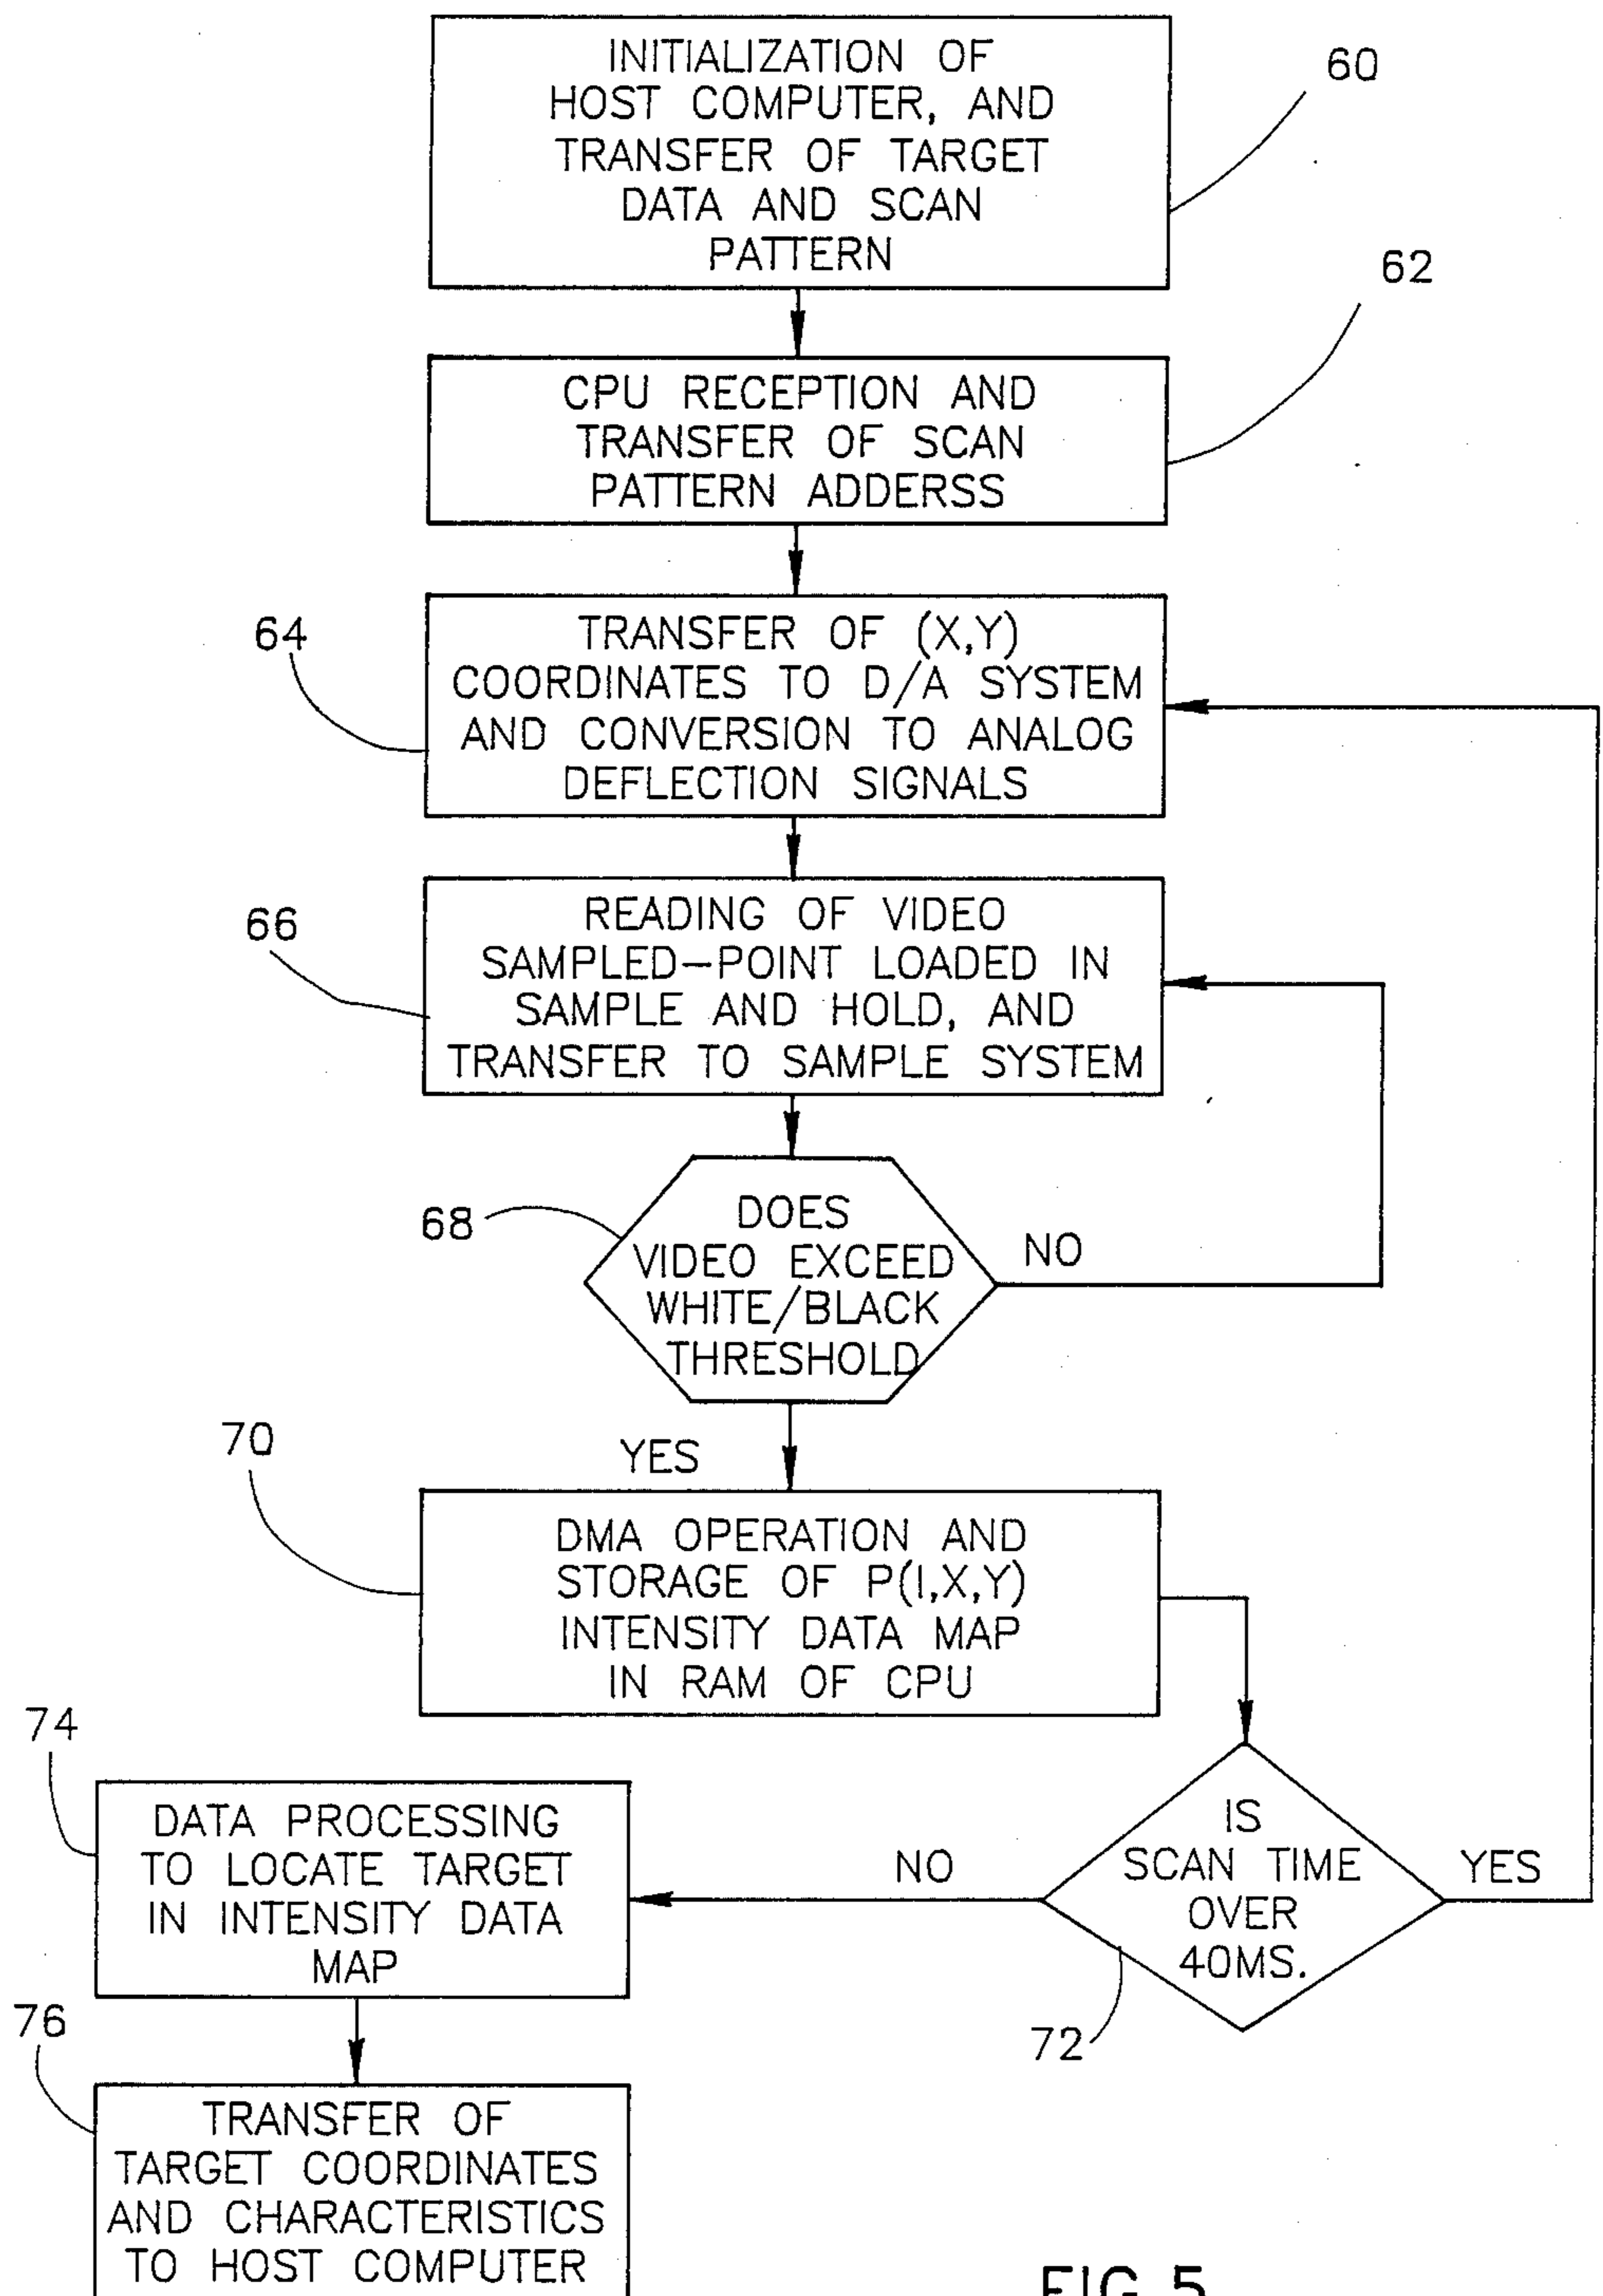 INITIALIZATION OF
HOST COMPUTER, AND
TRANSFER OF TARGET
DATA AND SCAN
PATTERN
60
CPU RECEPTION AND
TRANSFER OF SCAN
PATTERN ADDERSS
62
TRANSFER OF (X,Y)
COORDINATES TO D/A SYSTEM
AND CONVERSION TO ANALOG
DEFLECTION SIGNALS
64
READING OF VIDEO
SAMPLED-POINT LOADED IN
SAMPLE AND HOLD, AND
TRANSFER TO SAMPLE SYSTEM
66
DOES
VIDEO EXCEED
WHITE/BLACK
THRESHOLD
68
NO
YES
DMA OPERATION AND
STORAGE OF P(I,X,Y)
INTENSITY DATA MAP
IN RAM OF CPU
70
IS
SCAN TIME
OVER
40MS.
72
YES
NO
DATA PROCESSING
TO LOCATE TARGET
IN INTENSITY DATA
MAP
74
TRANSFER OF
TARGET COORDINATES
AND CHARACTERISTICS
TO HOST COMPUTER
76
FIG.5